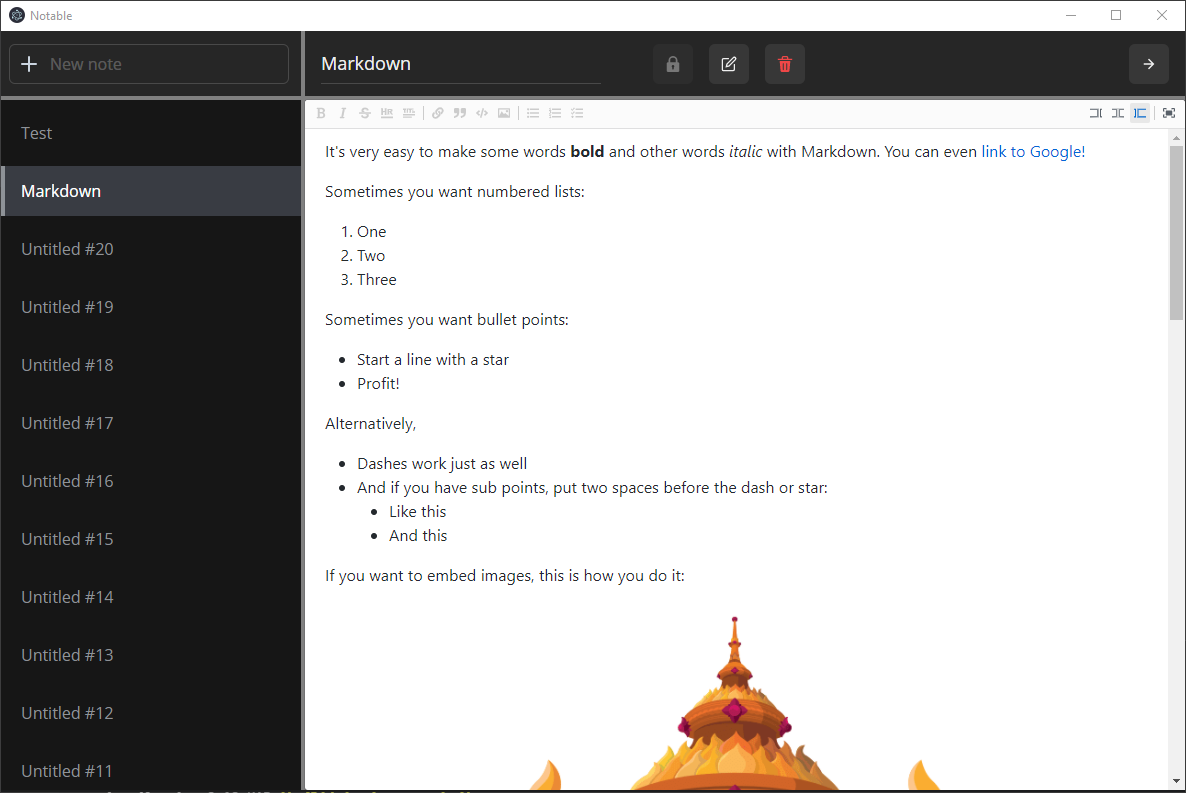 Notable
New note
Markdown
Test
Markdown
Untitled #20
Untitled #19
Untitled #18
Untitled #17
Untitled #16
Untitled #15
Untitled #14
Untitled #13
Untitled #12
Untitled #11
B I S
It's very easy to make some words bold and other words italic with Markdown. You can even link to Google!
Sometimes you want numbered lists:
1. One
2. Two
3. Three
Sometimes you want bullet points:
• Start a line with a star
• Profit!
Alternatively,
• Dashes work just as well
• And if you have sub points, put two spaces before the dash or star:
• Like this
• And this
If you want to embed images, this is how you do it: